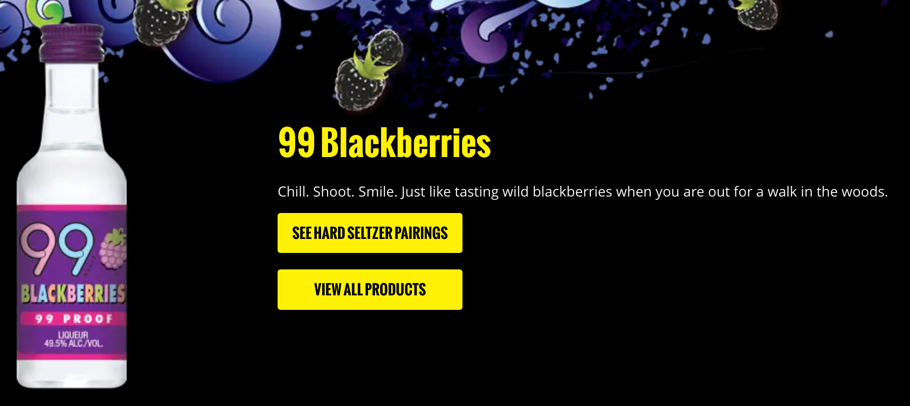 99 Blackberries
Chill. Shoot. Smile. Just like tasting wild blackberries when you are out for a walk in the woods.
SEE HARD SELTZER PAIRINGS
VIEW ALL PRODUCTS
99
BLACKBERRIES
99 PROOF
LIQUEUR
49.5% ALC./VOL.